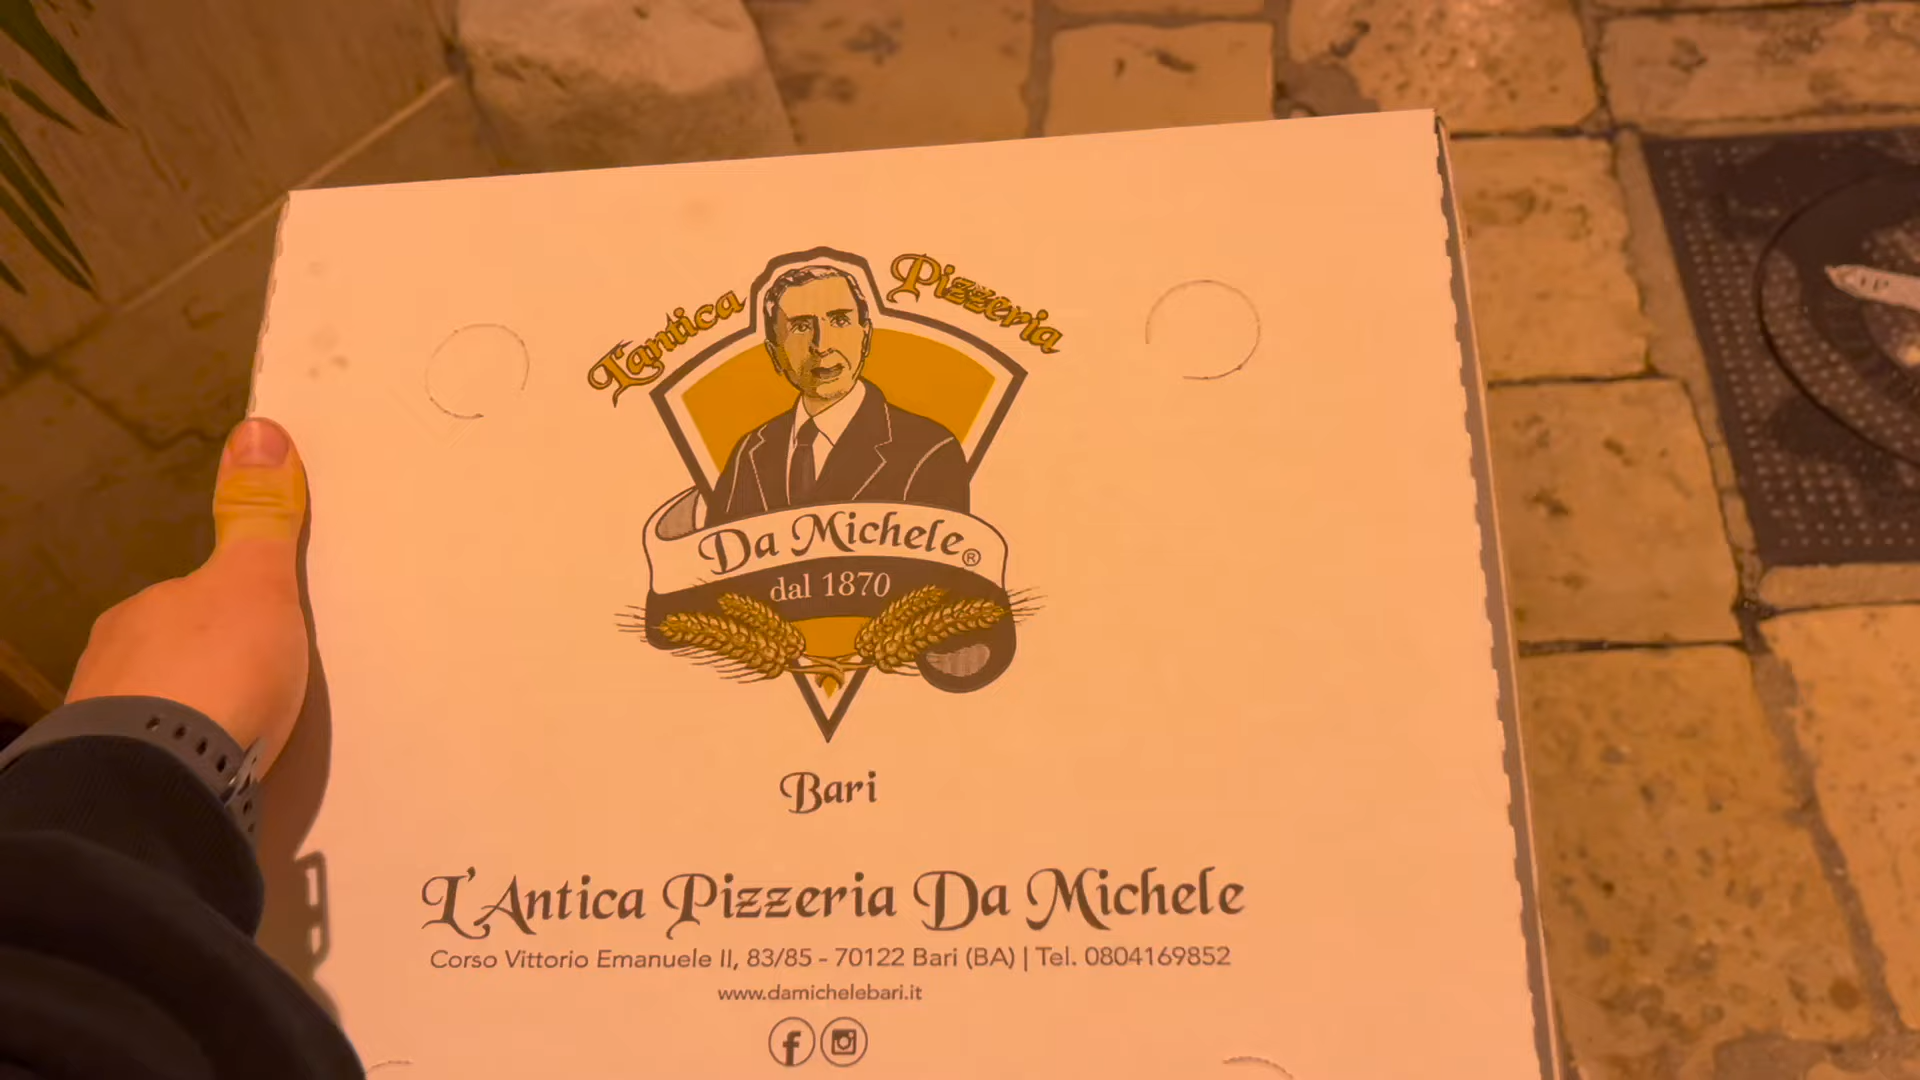 L'antica Pizzeria
Da Michele®
dal 1870
Bari
L'Antica Pizzeria Da Michele
Corso Vittorio Emanuele II, 83/85 - 70122 Bari (BA) | Tel. 0804169852
www.damichelebari.it